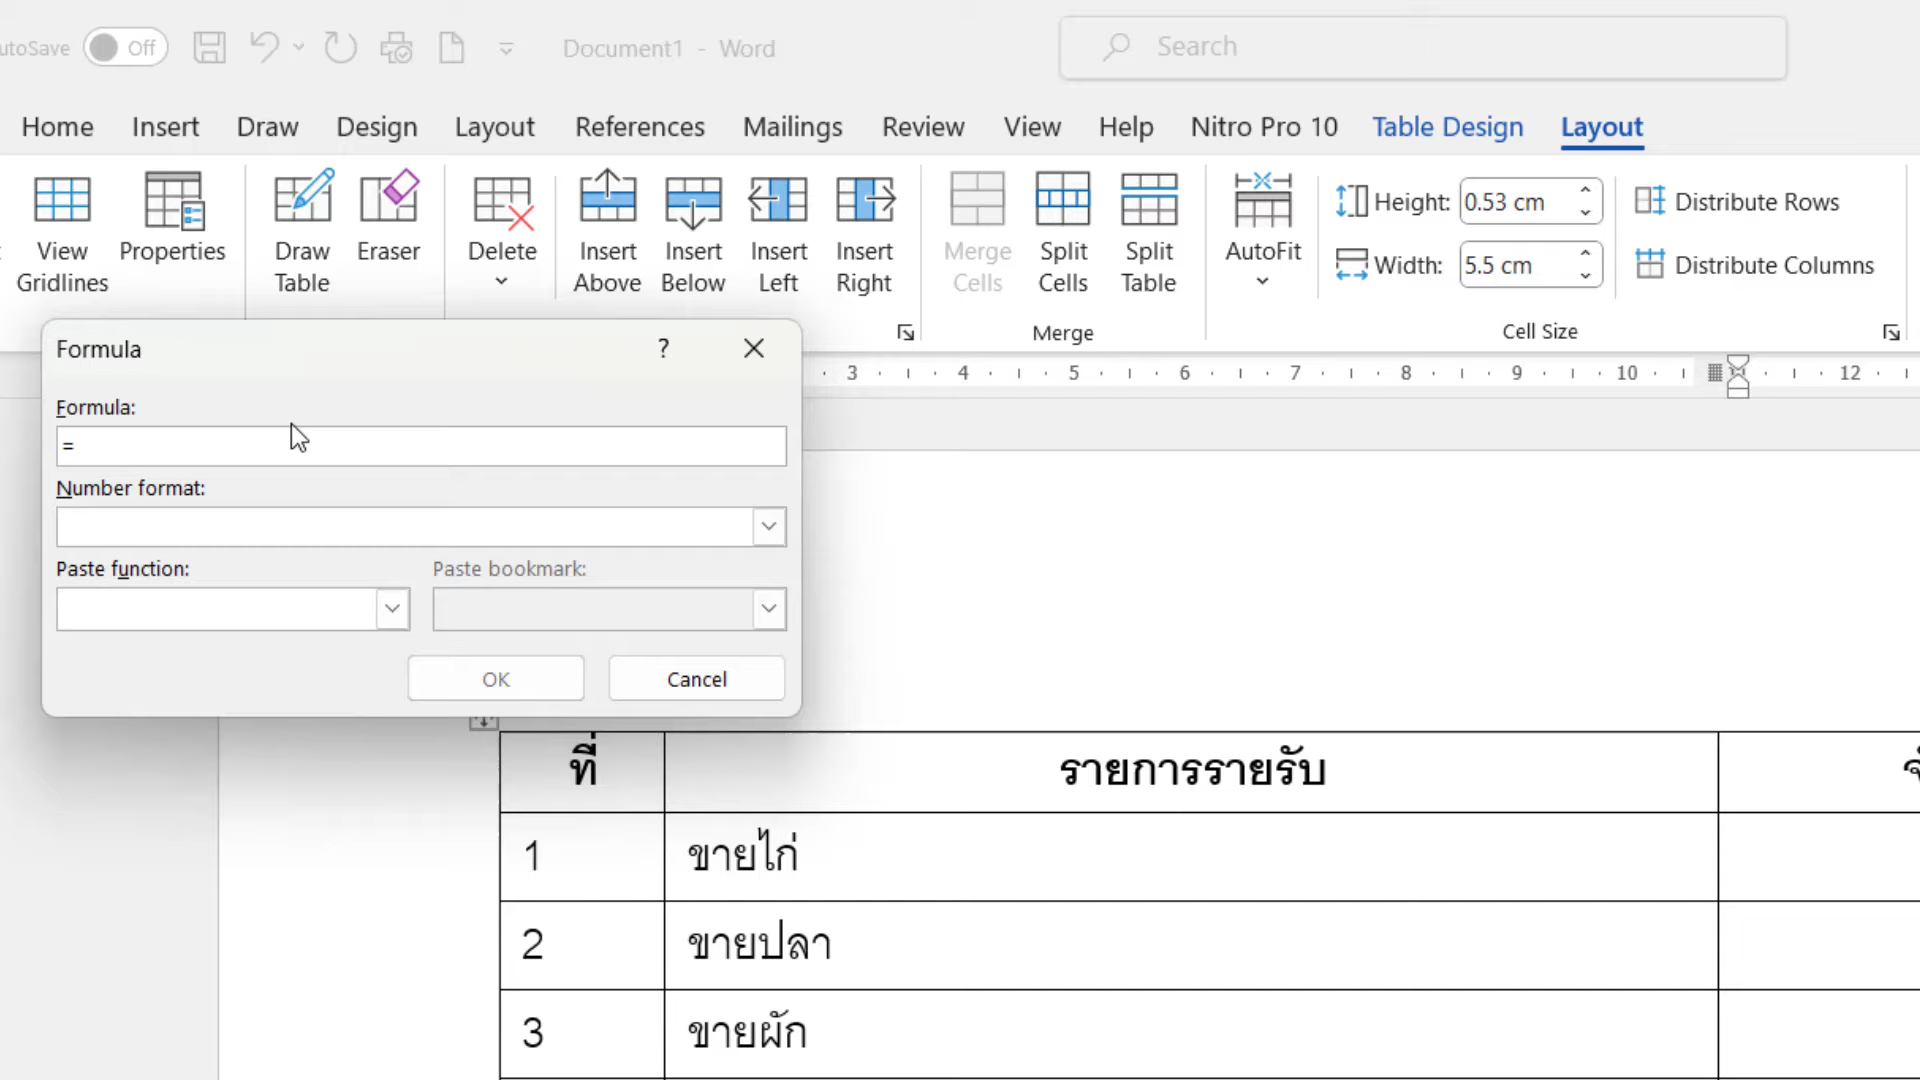 utoSave Off Document1 - Word Search
Home Insert Draw Design Layout References Mailings Review View Help Nitro Pro 10 Table Design Layout
View Gridlines Properties Draw Table Eraser Delete Insert Above Insert Below Insert Left Insert Right Merge Cells Split Cells Split Table AutoFit
Height: 0.53 cm Distribute Rows
Width: 5.5 cm Distribute Columns
Merge Cell Size
Formula ?
3 4 5 6 7 8 9 10 12
Formula:
=
Number format:
Paste function: Paste bookmark:
OK Cancel
ที่ รายการรายรับ
1 ขายไก่
2 ขายปลา
3 ขายผัก